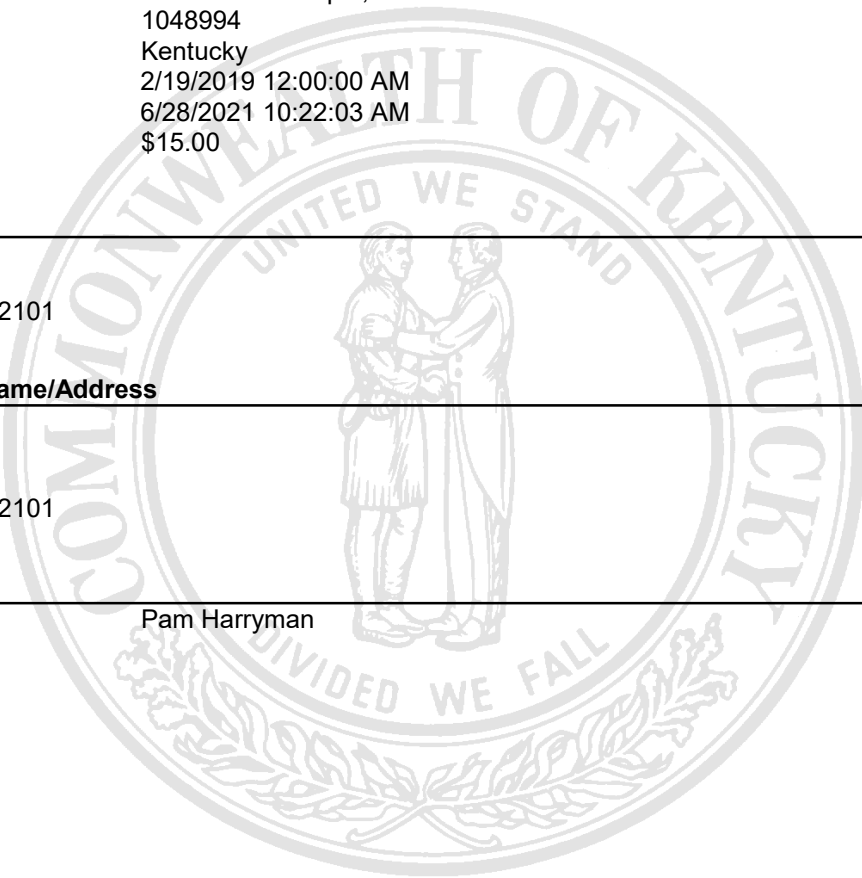 1048994
Kentucky
2/19/2019 12:00:00 AM
6/28/2021 10:22:03 AM
$15.00
COMMONWEALTH OF KENTUCKY
UNITED WE STAND
2101
ame/Address
2101
Pam Harryman
DIVIDED WE FALL